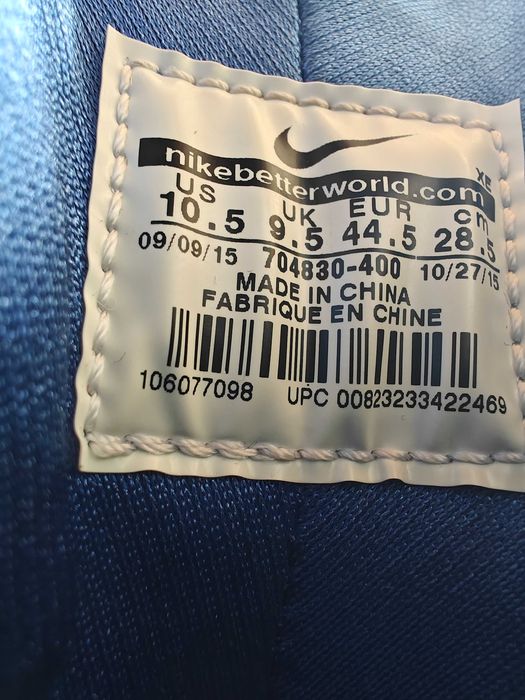 nikebetterworld.com XE
US UK EUR cm
10.5 9.5 44.5 28.5
09/09/15 704830-400 10/27/15
MADE IN CHINA
FABRIQUE EN CHINE
106077098 UPC 00823233422469